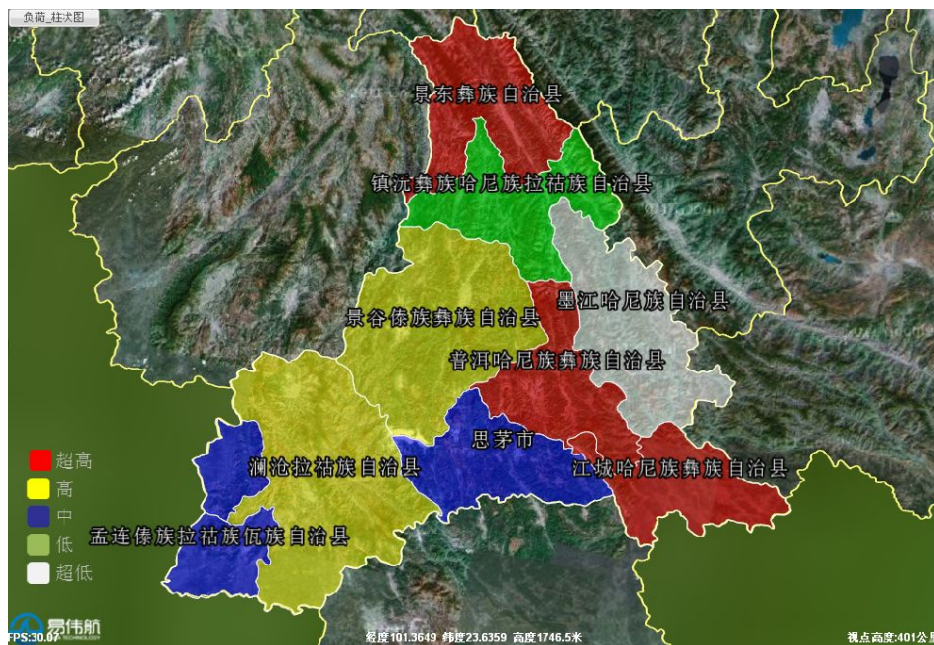 负荷_柱状图
景东彝族自治县
镇沅彝族哈尼族拉祜族自治县
墨江哈尼族自治县
景谷傣族彝族自治县
普洱哈尼族彝族自治县
思茅市
澜沧拉祜族自治县
江城哈尼族彝族自治县
孟连傣族拉祜族佤族自治县
超高
高
中
低
超低
易伟航
FPS:30.07
经度101.3649 纬度23.6359 高度1746.5米
视点高度:401公里